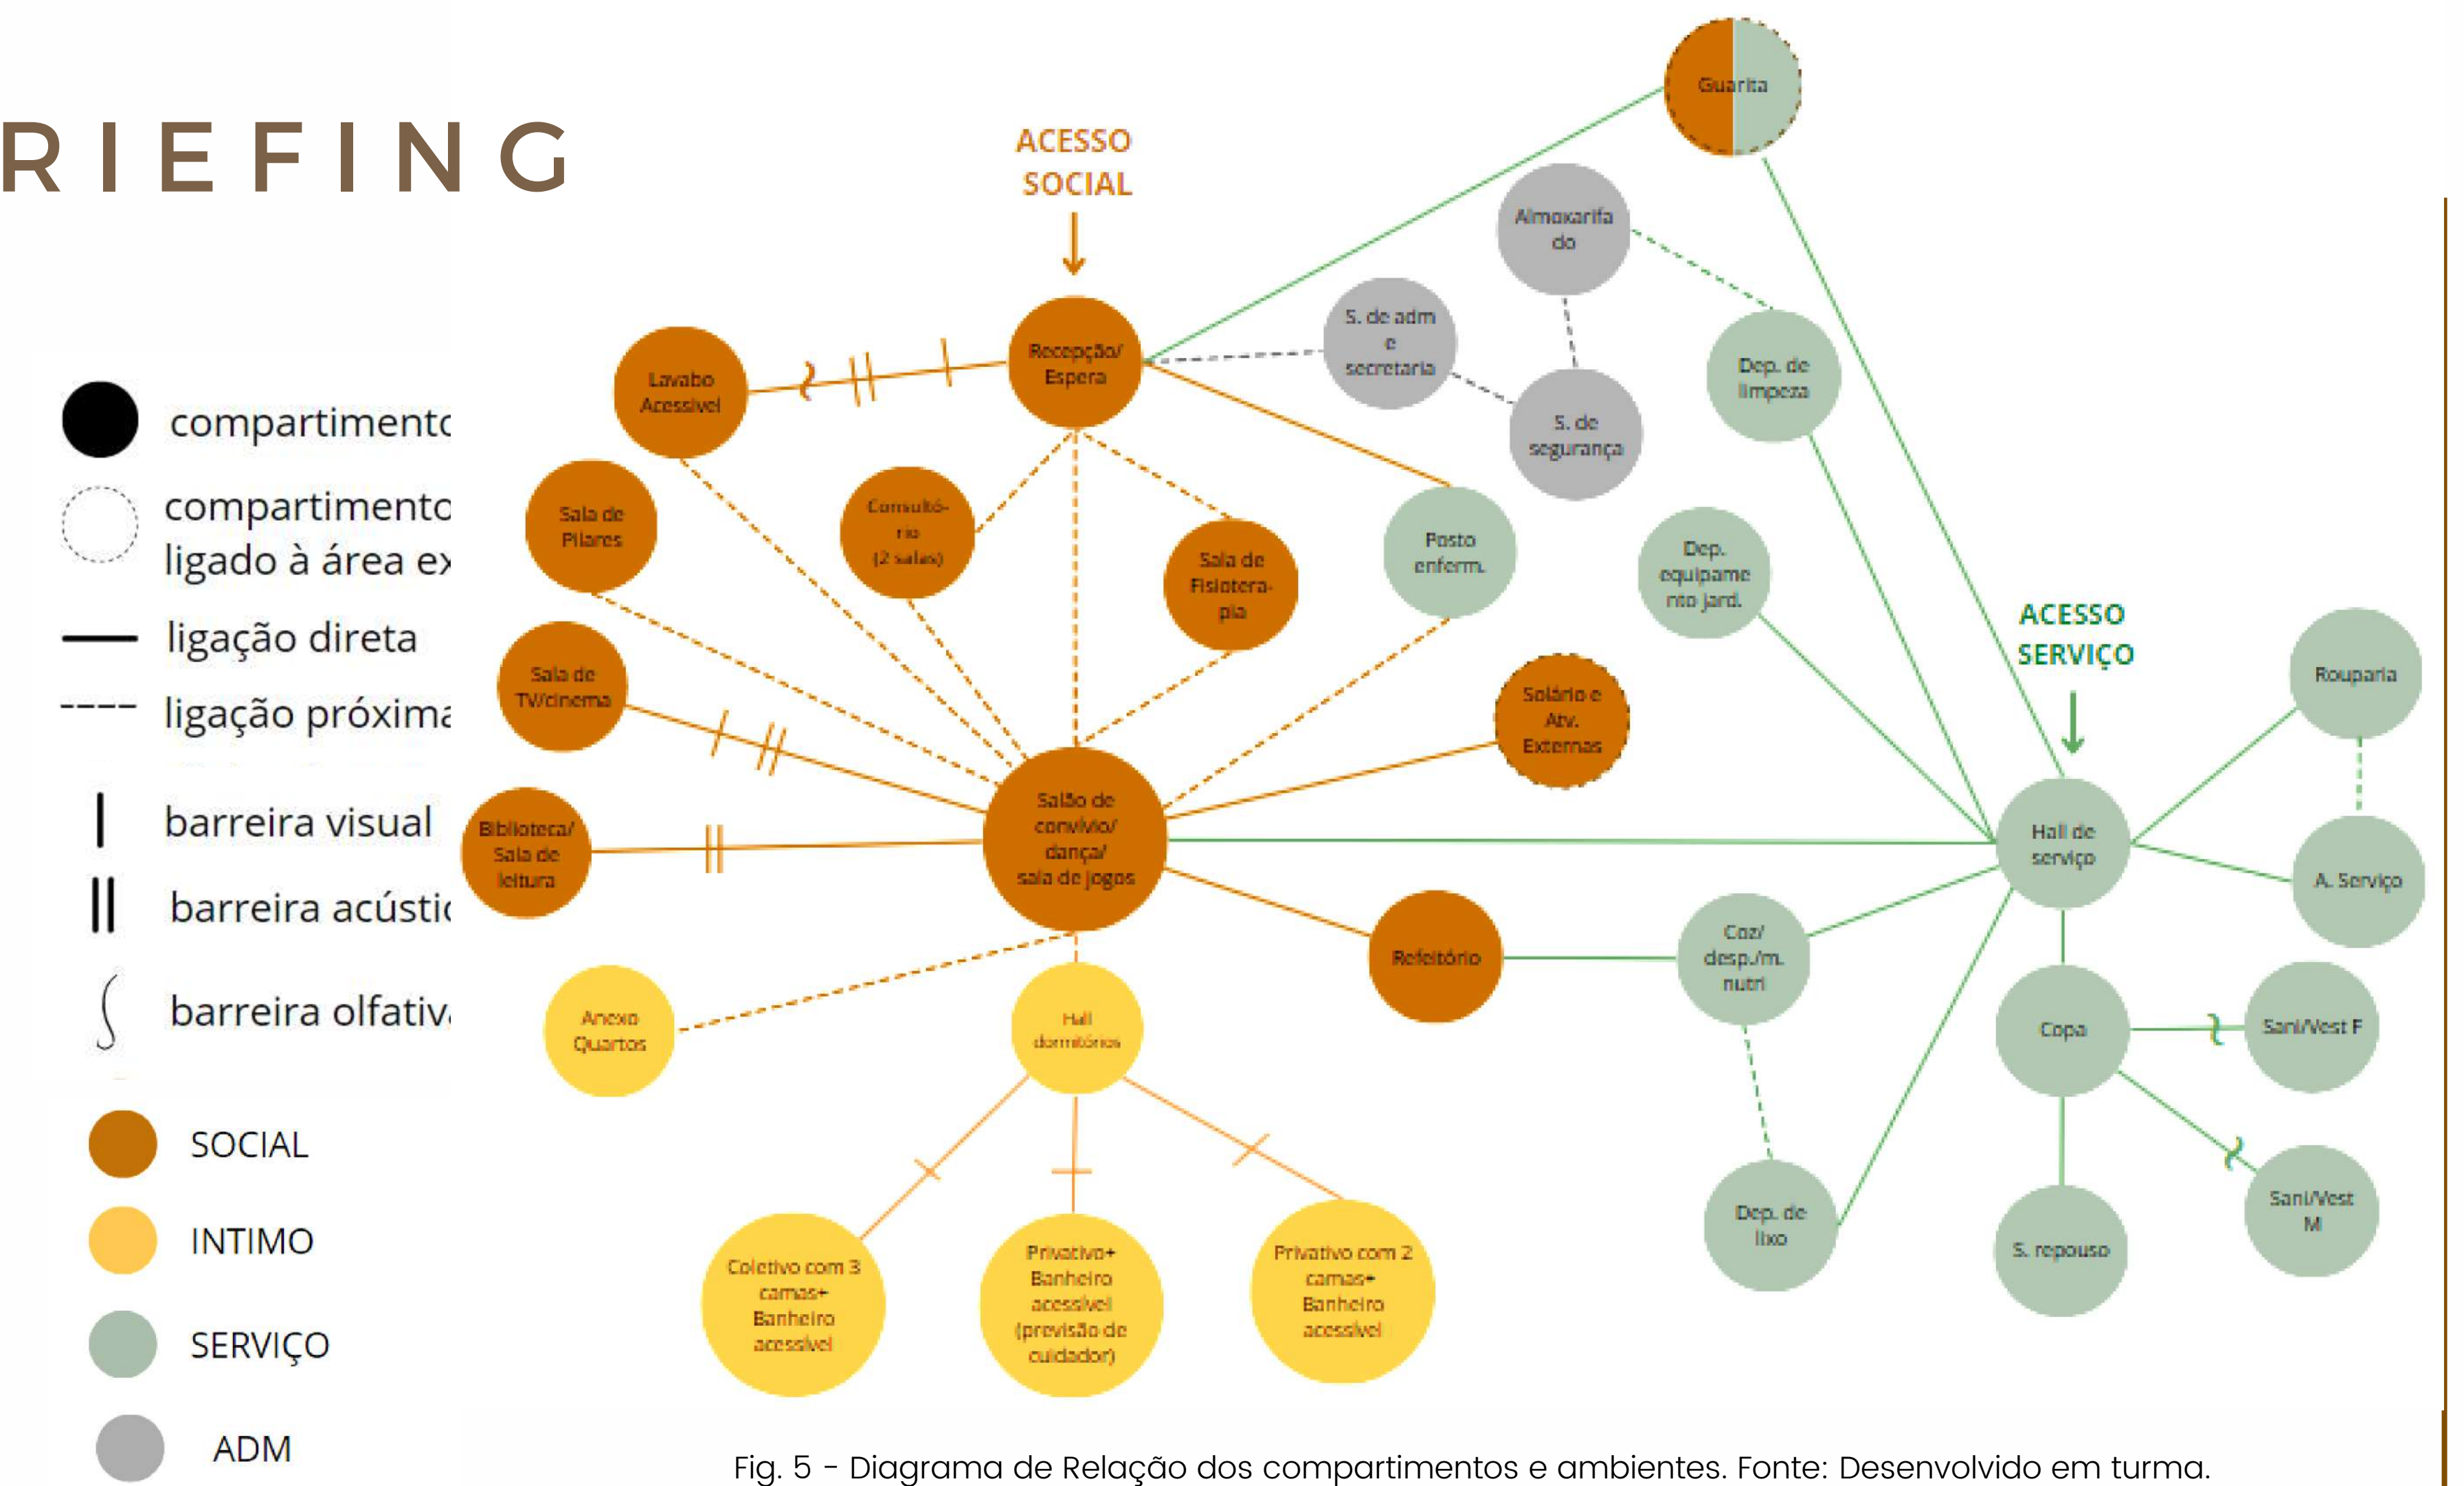 RIEFING
compartimento
compartimento
ligado à área ex
ligação direta
ligação próxima
barreira visual
barreira acústic
barreira olfativ
SOCIAL
INTIMO
SERVIÇO
ADM
ACESSO
SOCIAL
Guarita
Almoxarifa
do
S. de adm
e
secretaria
S. de
segurança
Dep. de
limpeza
Recepção/
Espera
Lavabo
Acessível
Sala de
Pilares
Consultó-
rio
(2 salas)
Sala de
Fisiotera-
pia
Posto
enferm.
Dep.
equipame
nto jard.
ACESSO
SERVIÇO
Rouparia
Sala de
TV/cinema
Solário e
Atv.
Externas
Biblioteca/
Sala de
leitura
Salão de
convívio/
dança/
sala de jogos
Hall de
serviço
A. Serviço
Refeitório
Coz/
desp./m.
nutri
Anexo
Quartos
Hall
dormitórios
Copa
Sani/Vest F
Sani/Vest
M
Dep. de
lixo
S. repouso
Coletivo com 3
camas+
Banheiro
acessível
Privativo+
Banheiro
acessível
(previsão de
cuidador)
Privativo com 2
camas+
Banheiro
acessível
Fig. 5 - Diagrama de Relação dos compartimentos e ambientes. Fonte: Desenvolvido em turma.